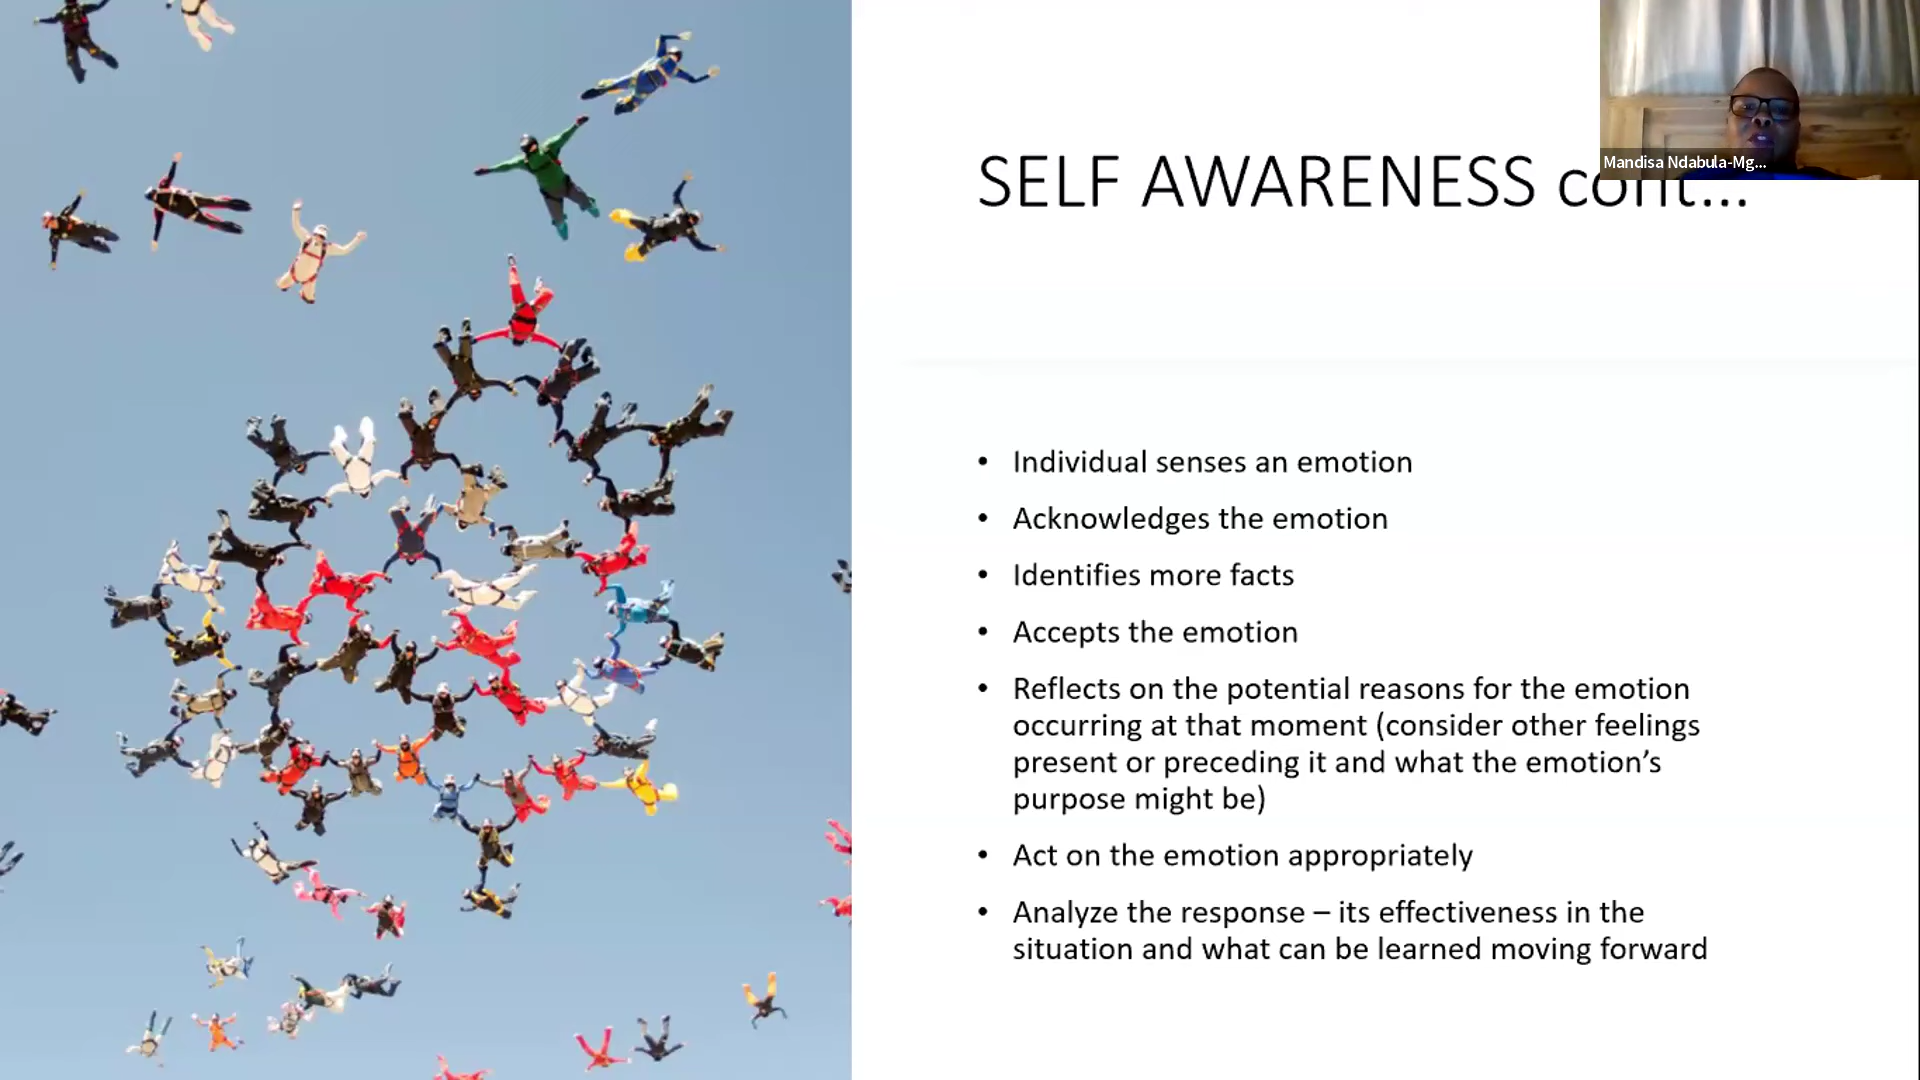 Mandisa Ndabula-Mg...
SELF AWARENESS cont...
• Individual senses an emotion
• Acknowledges the emotion
• Identifies more facts
• Accepts the emotion
• Reflects on the potential reasons for the emotion
occurring at that moment (consider other feelings
present or preceding it and what the emotion’s
purpose might be)
• Act on the emotion appropriately
• Analyze the response – its effectiveness in the
situation and what can be learned moving forward